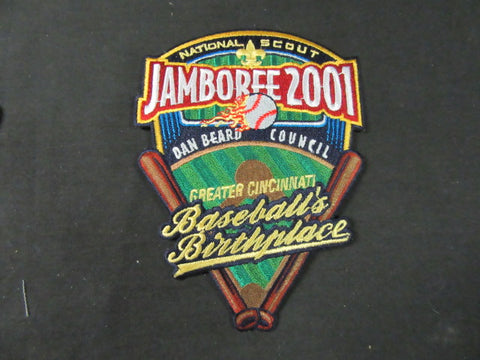 NATIONAL SCOUT
JAMBOREE 2001
DAN BEARD COUNCIL
GREATER CINCINNATI
Baseball's
Birthplace